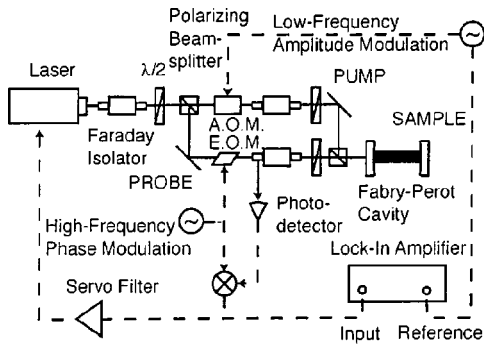 Polarizing
Beam-
splitter
Low-Frequency
Amplitude Modulation
Laser
λ/2
PUMP
Faraday
Isolator
A.O.M.
E.O.M.
SAMPLE
PROBE
Photo-
detector
Fabry-Perot
Cavity
High-Frequency
Phase Modulation
Lock-In Amplifier
Servo Filter
Input
Reference